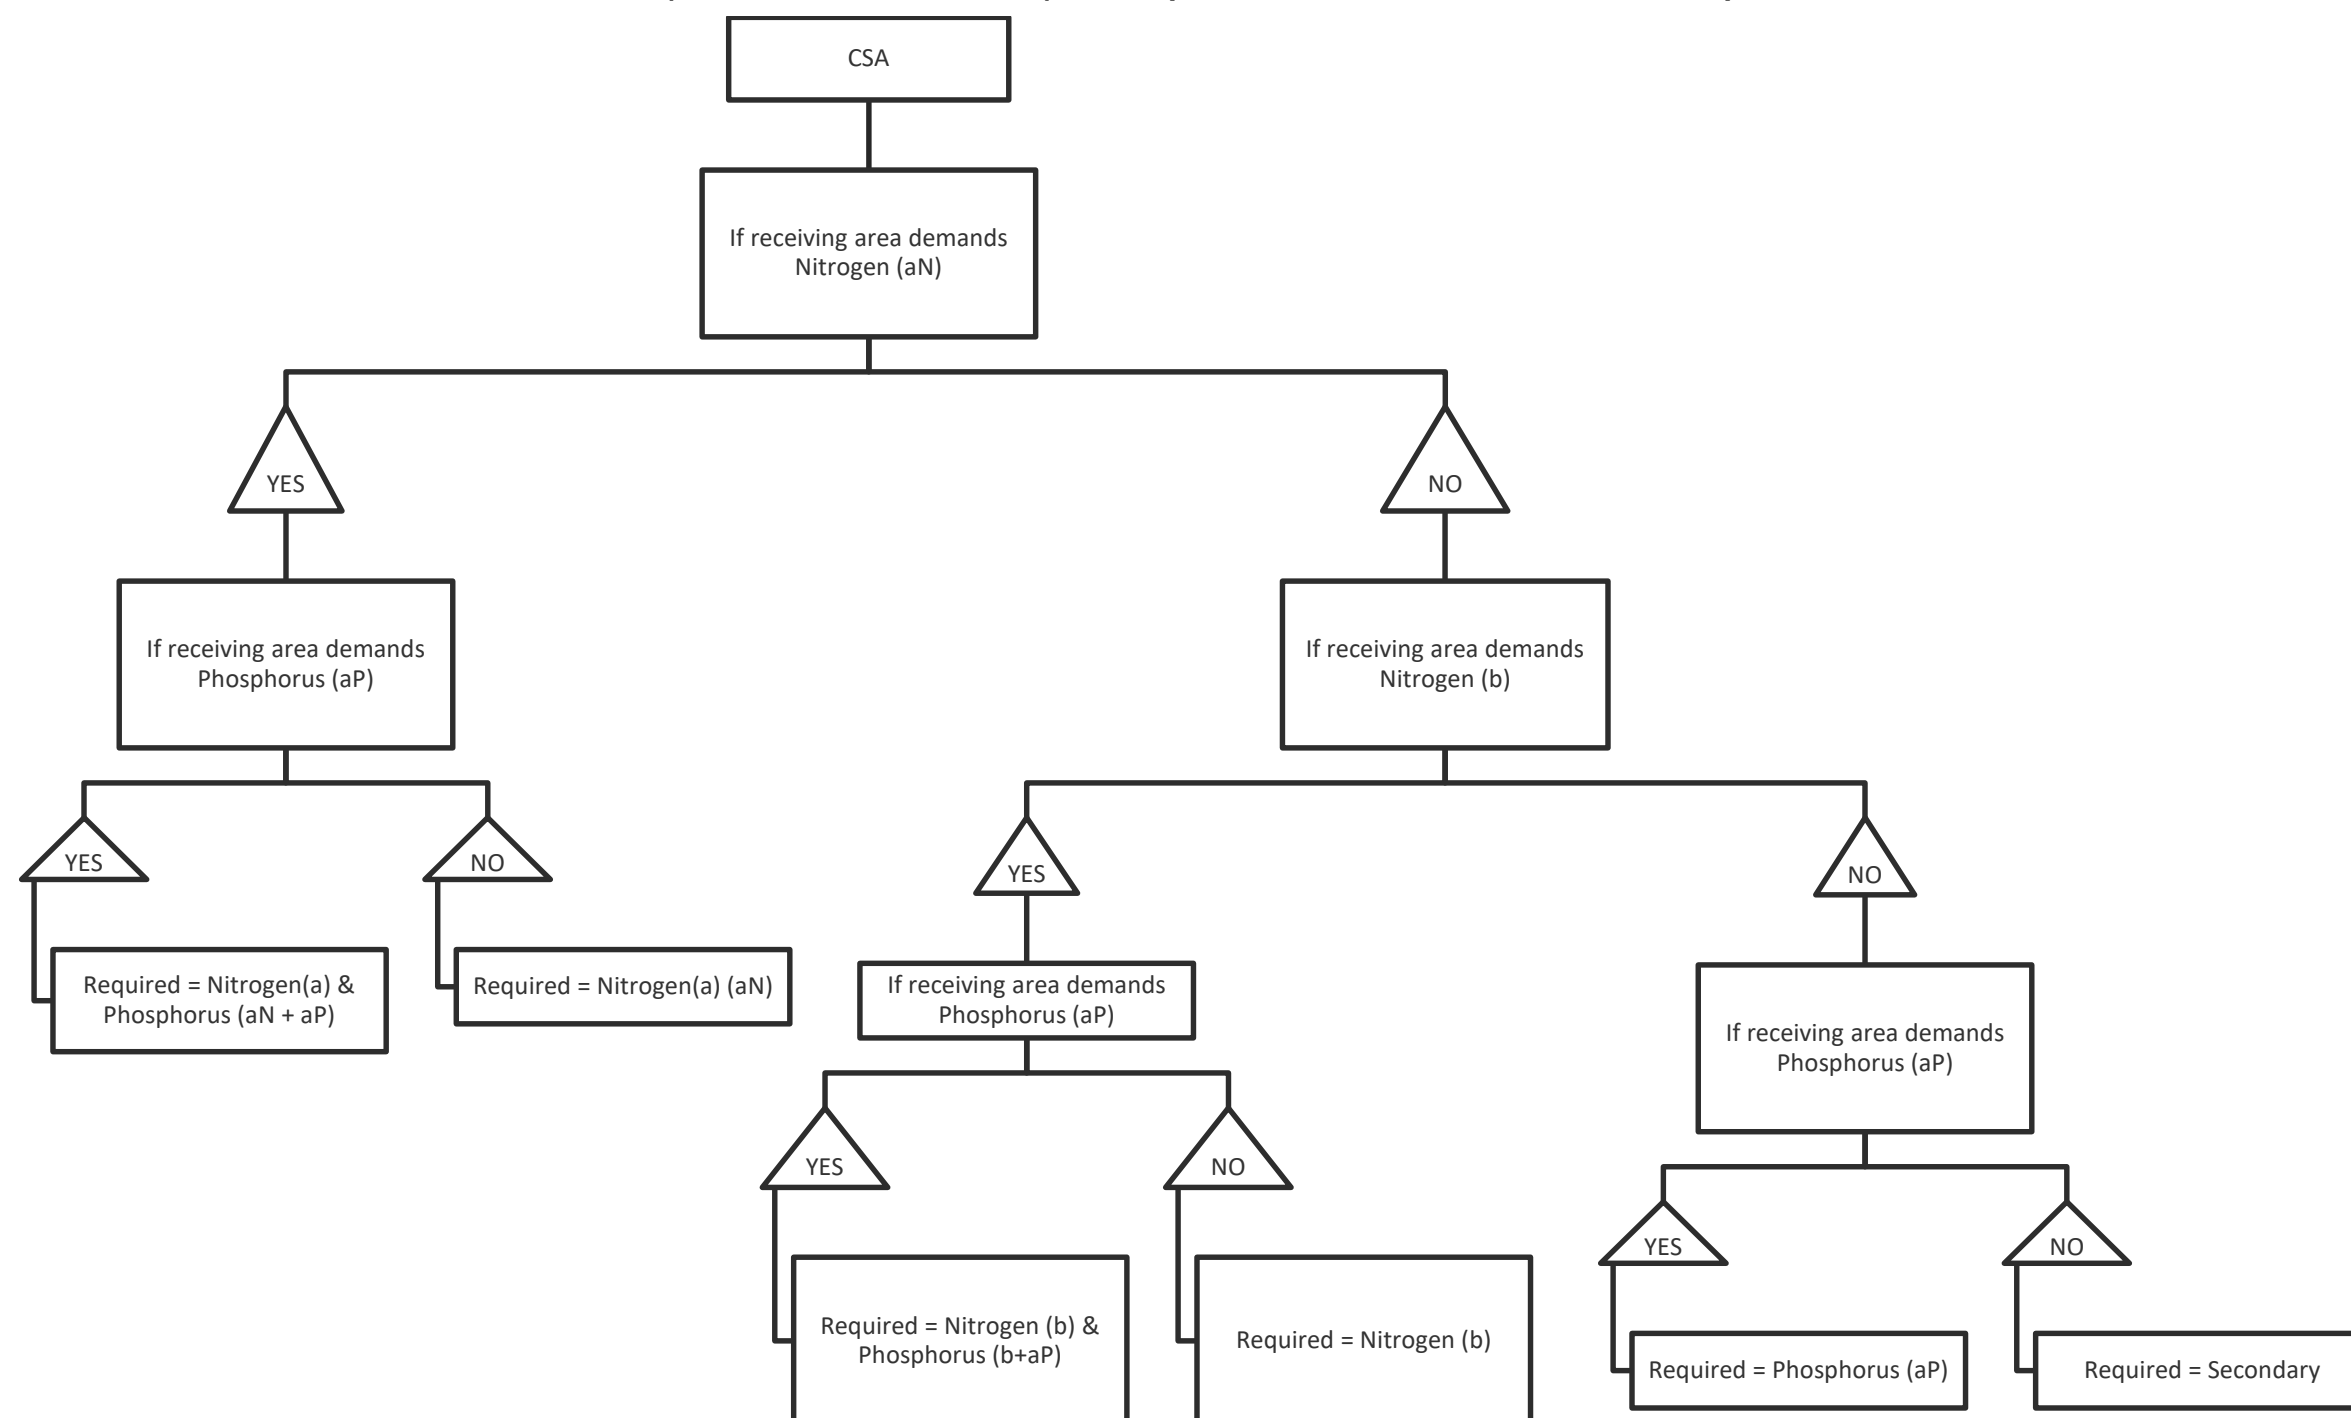 CSA
If receiving area demands
Nitrogen (aN)
YES
NO
If receiving area demands
Phosphorus (aP)
If receiving area demands
Nitrogen (b)
YES
NO
YES
NO
Required = Nitrogen(a) &
Phosphorus (aN + aP)
Required = Nitrogen(a) (aN)
If receiving area demands
Phosphorus (aP)
If receiving area demands
Phosphorus (aP)
YES
NO
YES
NO
Required = Nitrogen (b) &
Phosphorus (b+aP)
Required = Nitrogen (b)
Required = Phosphorus (aP)
Required = Secondary